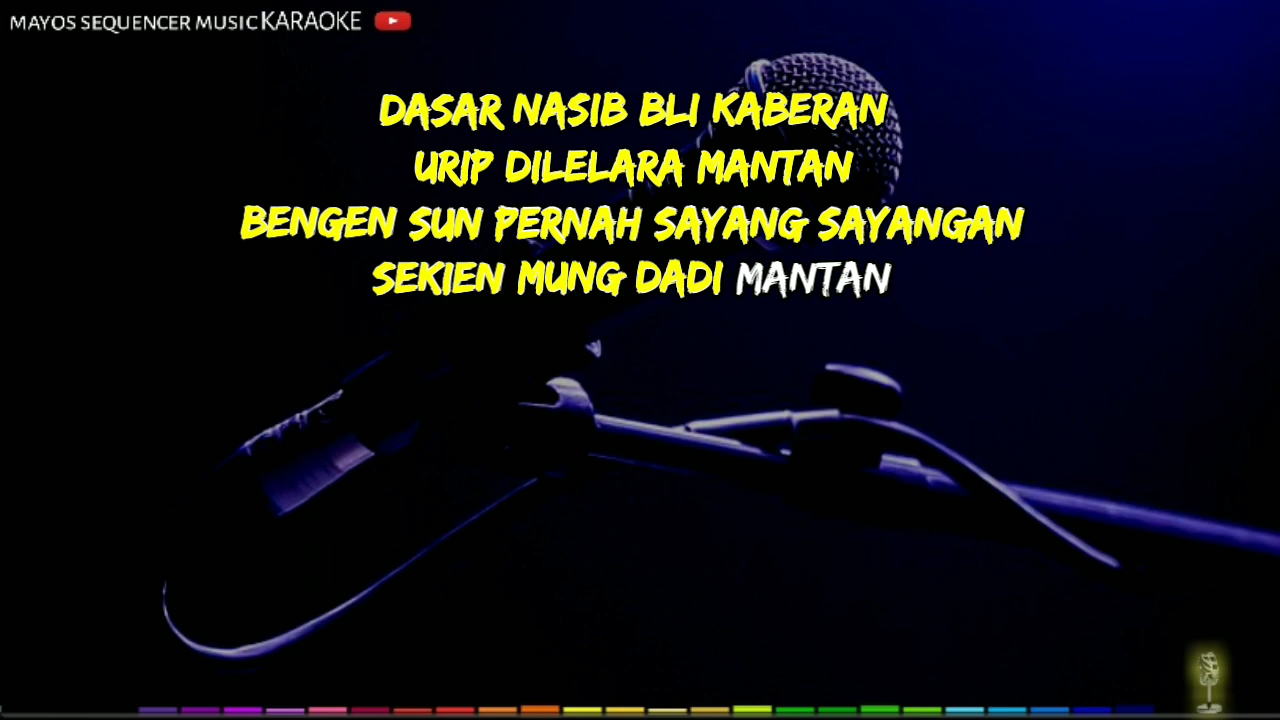 MAYOS SEQUENCER MUSIC KARAOKE
DASAR NASIB BLI KABERAN
URIP DILELARA MANTAN
BENGEN SUN PERNAH SAYANG SAYANGAN
SEKIEN MUNG DADI MANTAN